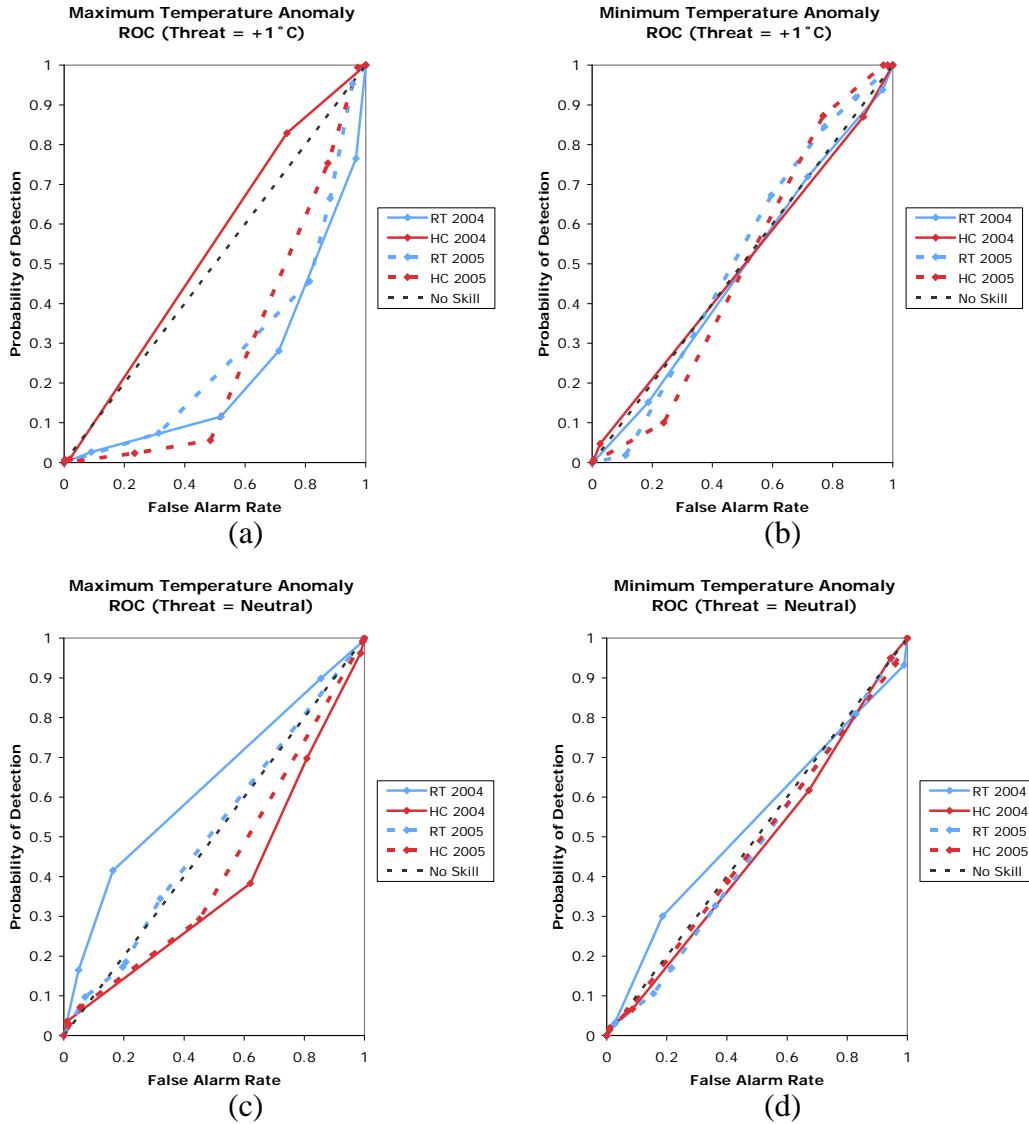 Maximum Temperature Anomaly
ROC (Threat = +1˚C)
1
0.9
0.8
0.7
0.6
0.5
0.4
0.3
0.2
0.1
0
Probability of Detection
0 0.2 0.4 0.6 0.8 1
False Alarm Rate
RT 2004
HC 2004
RT 2005
HC 2005
No Skill
(a)
Minimum Temperature Anomaly
ROC (Threat = +1˚C)
1
0.9
0.8
0.7
0.6
0.5
0.4
0.3
0.2
0.1
0
Probability of Detection
0 0.2 0.4 0.6 0.8 1
False Alarm Rate
RT 2004
HC 2004
RT 2005
HC 2005
No Skill
(b)
Maximum Temperature Anomaly
ROC (Threat = Neutral)
1
0.9
0.8
0.7
0.6
0.5
0.4
0.3
0.2
0.1
0
Probability of Detection
0 0.2 0.4 0.6 0.8 1
False Alarm Rate
RT 2004
HC 2004
RT 2005
HC 2005
No Skill
(c)
Minimum Temperature Anomaly
ROC (Threat = Neutral)
1
0.9
0.8
0.7
0.6
0.5
0.4
0.3
0.2
0.1
0
Probability of Detection
0 0.2 0.4 0.6 0.8 1
False Alarm Rate
RT 2004
HC 2004
RT 2005
HC 2005
No Skill
(d)